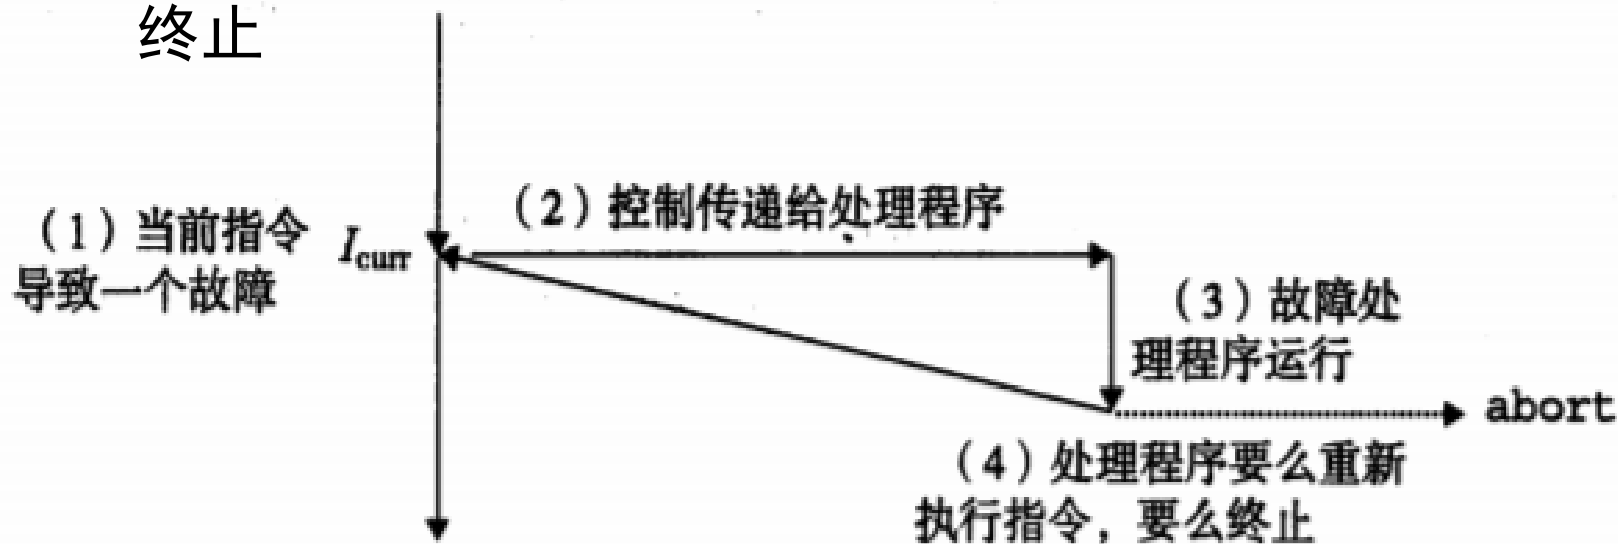 终止
（2）控制传递给处理程序
（1）当前指令
导致一个故障
Icurr
（3）故障处
理程序运行
abort
（4）处理程序要么重新
执行指令，要么终止